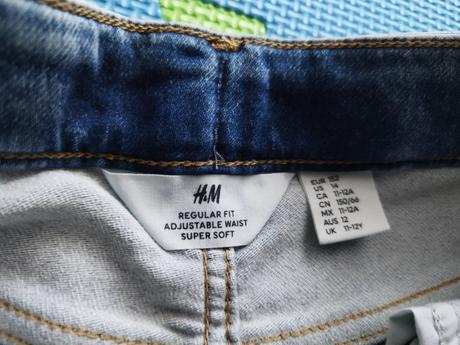 H&M
REGULAR FIT
ADJUSTABLE WAIST
SUPER SOFT
EUR 152
US 14
CA 11-12A
CN 150/66
MX 11-12A
AUS 12
UK 11-12Y